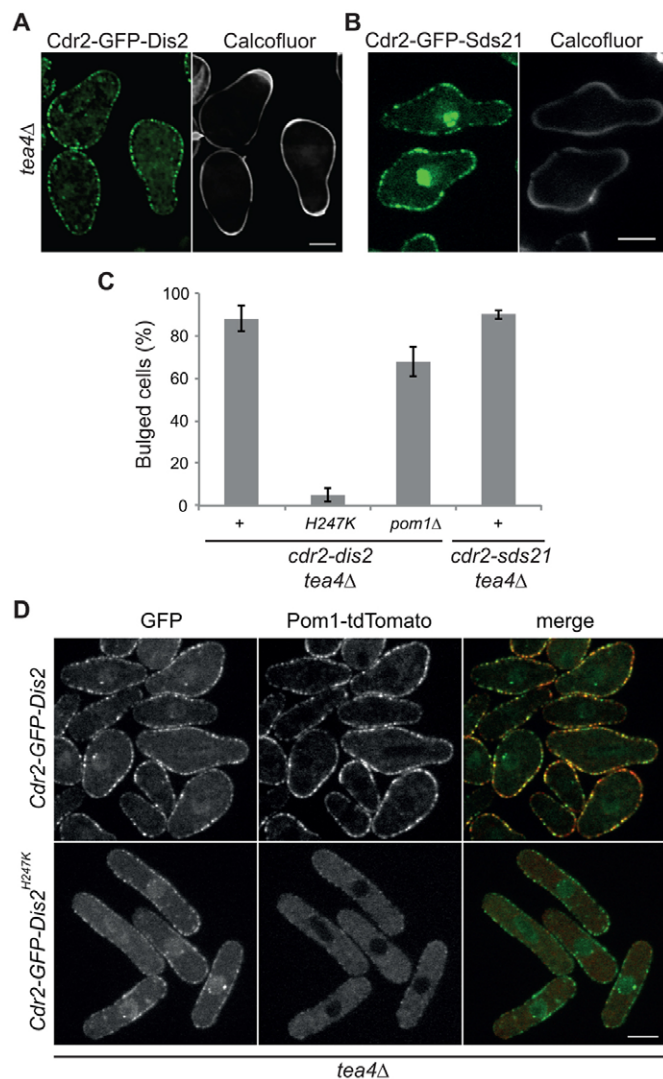 A
B
Cdr2-GFP-Dis2 Calcofluor
Cdr2-GFP-Sds21 Calcofluor
tea4Δ
C
100
80
60
40
20
0
Bulged cells (%)
+ H247K pom1Δ +
cdr2-dis2 cdr2-sds21
tea4Δ tea4Δ
D
GFP Pom1-tdTomato merge
Cdr2-GFP-Dis2
Cdr2-GFP-Dis2H247K
tea4Δ